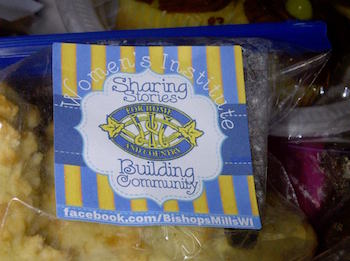 Women's Institute
Sharing
Stories
FOR HOME
AND COUNTRY
Building
Community
facebook.com/BishopsMillsWI